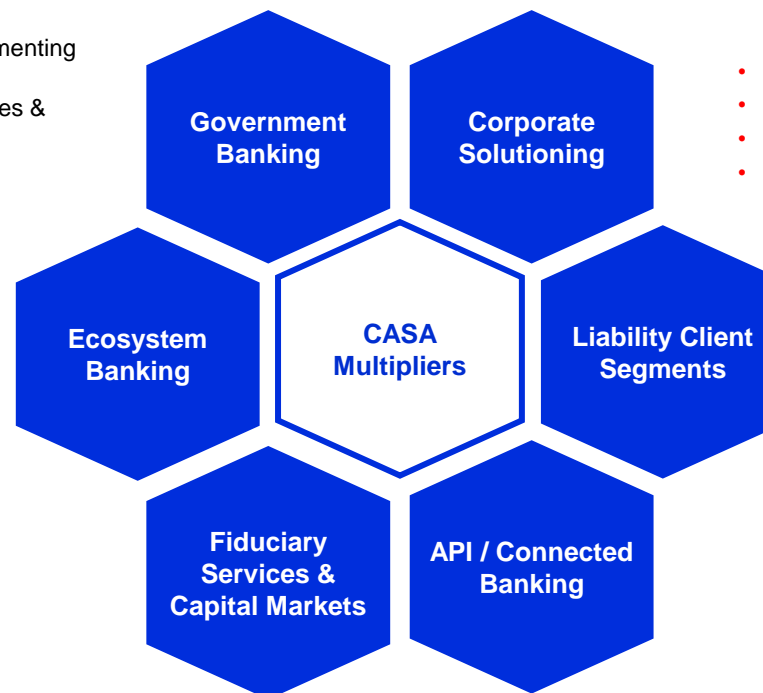 menting
es &
Government
Banking
Corporate
Solutioning
•
•
•
•
Ecosystem
Banking
CASA
Multipliers
Liability Client
Segments
Fiduciary
Services &
Capital Markets
API / Connected
Banking